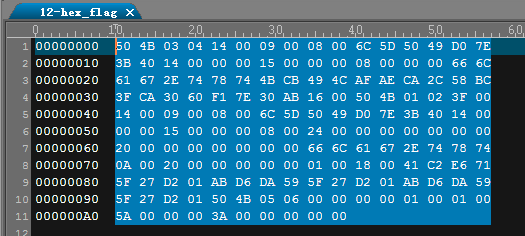 12-hex_flag ×
0 10 20 30 40 50 60
1 00000000 50 4B 03 04 14 00 09 00 08 00 6C 5D 50 49 D0 7E
2 00000010 3B 40 14 00 00 00 15 00 00 00 08 00 00 00 66 6C
3 00000020 61 67 2E 74 78 74 4B CB 49 4C AF AE CA 2C 58 BC
4 00000030 3F CA 30 60 F1 7E 30 AB 16 00 50 4B 01 02 3F 00
5 00000040 14 00 09 00 08 00 6C 5D 50 49 D0 7E 3B 40 14 00
6 00000050 00 00 15 00 00 00 08 00 24 00 00 00 00 00 00 00
7 00000060 20 00 00 00 00 00 00 00 66 6C 61 67 2E 74 78 74
8 00000070 0A 00 20 00 00 00 00 00 01 00 18 00 41 C2 E6 71
9 00000080 5F 27 D2 01 AB D6 DA 59 5F 27 D2 01 AB D6 DA 59
10 00000090 5F 27 D2 01 50 4B 05 06 00 00 00 00 01 00 01 00
11 000000A0 5A 00 00 00 3A 00 00 00 00 00